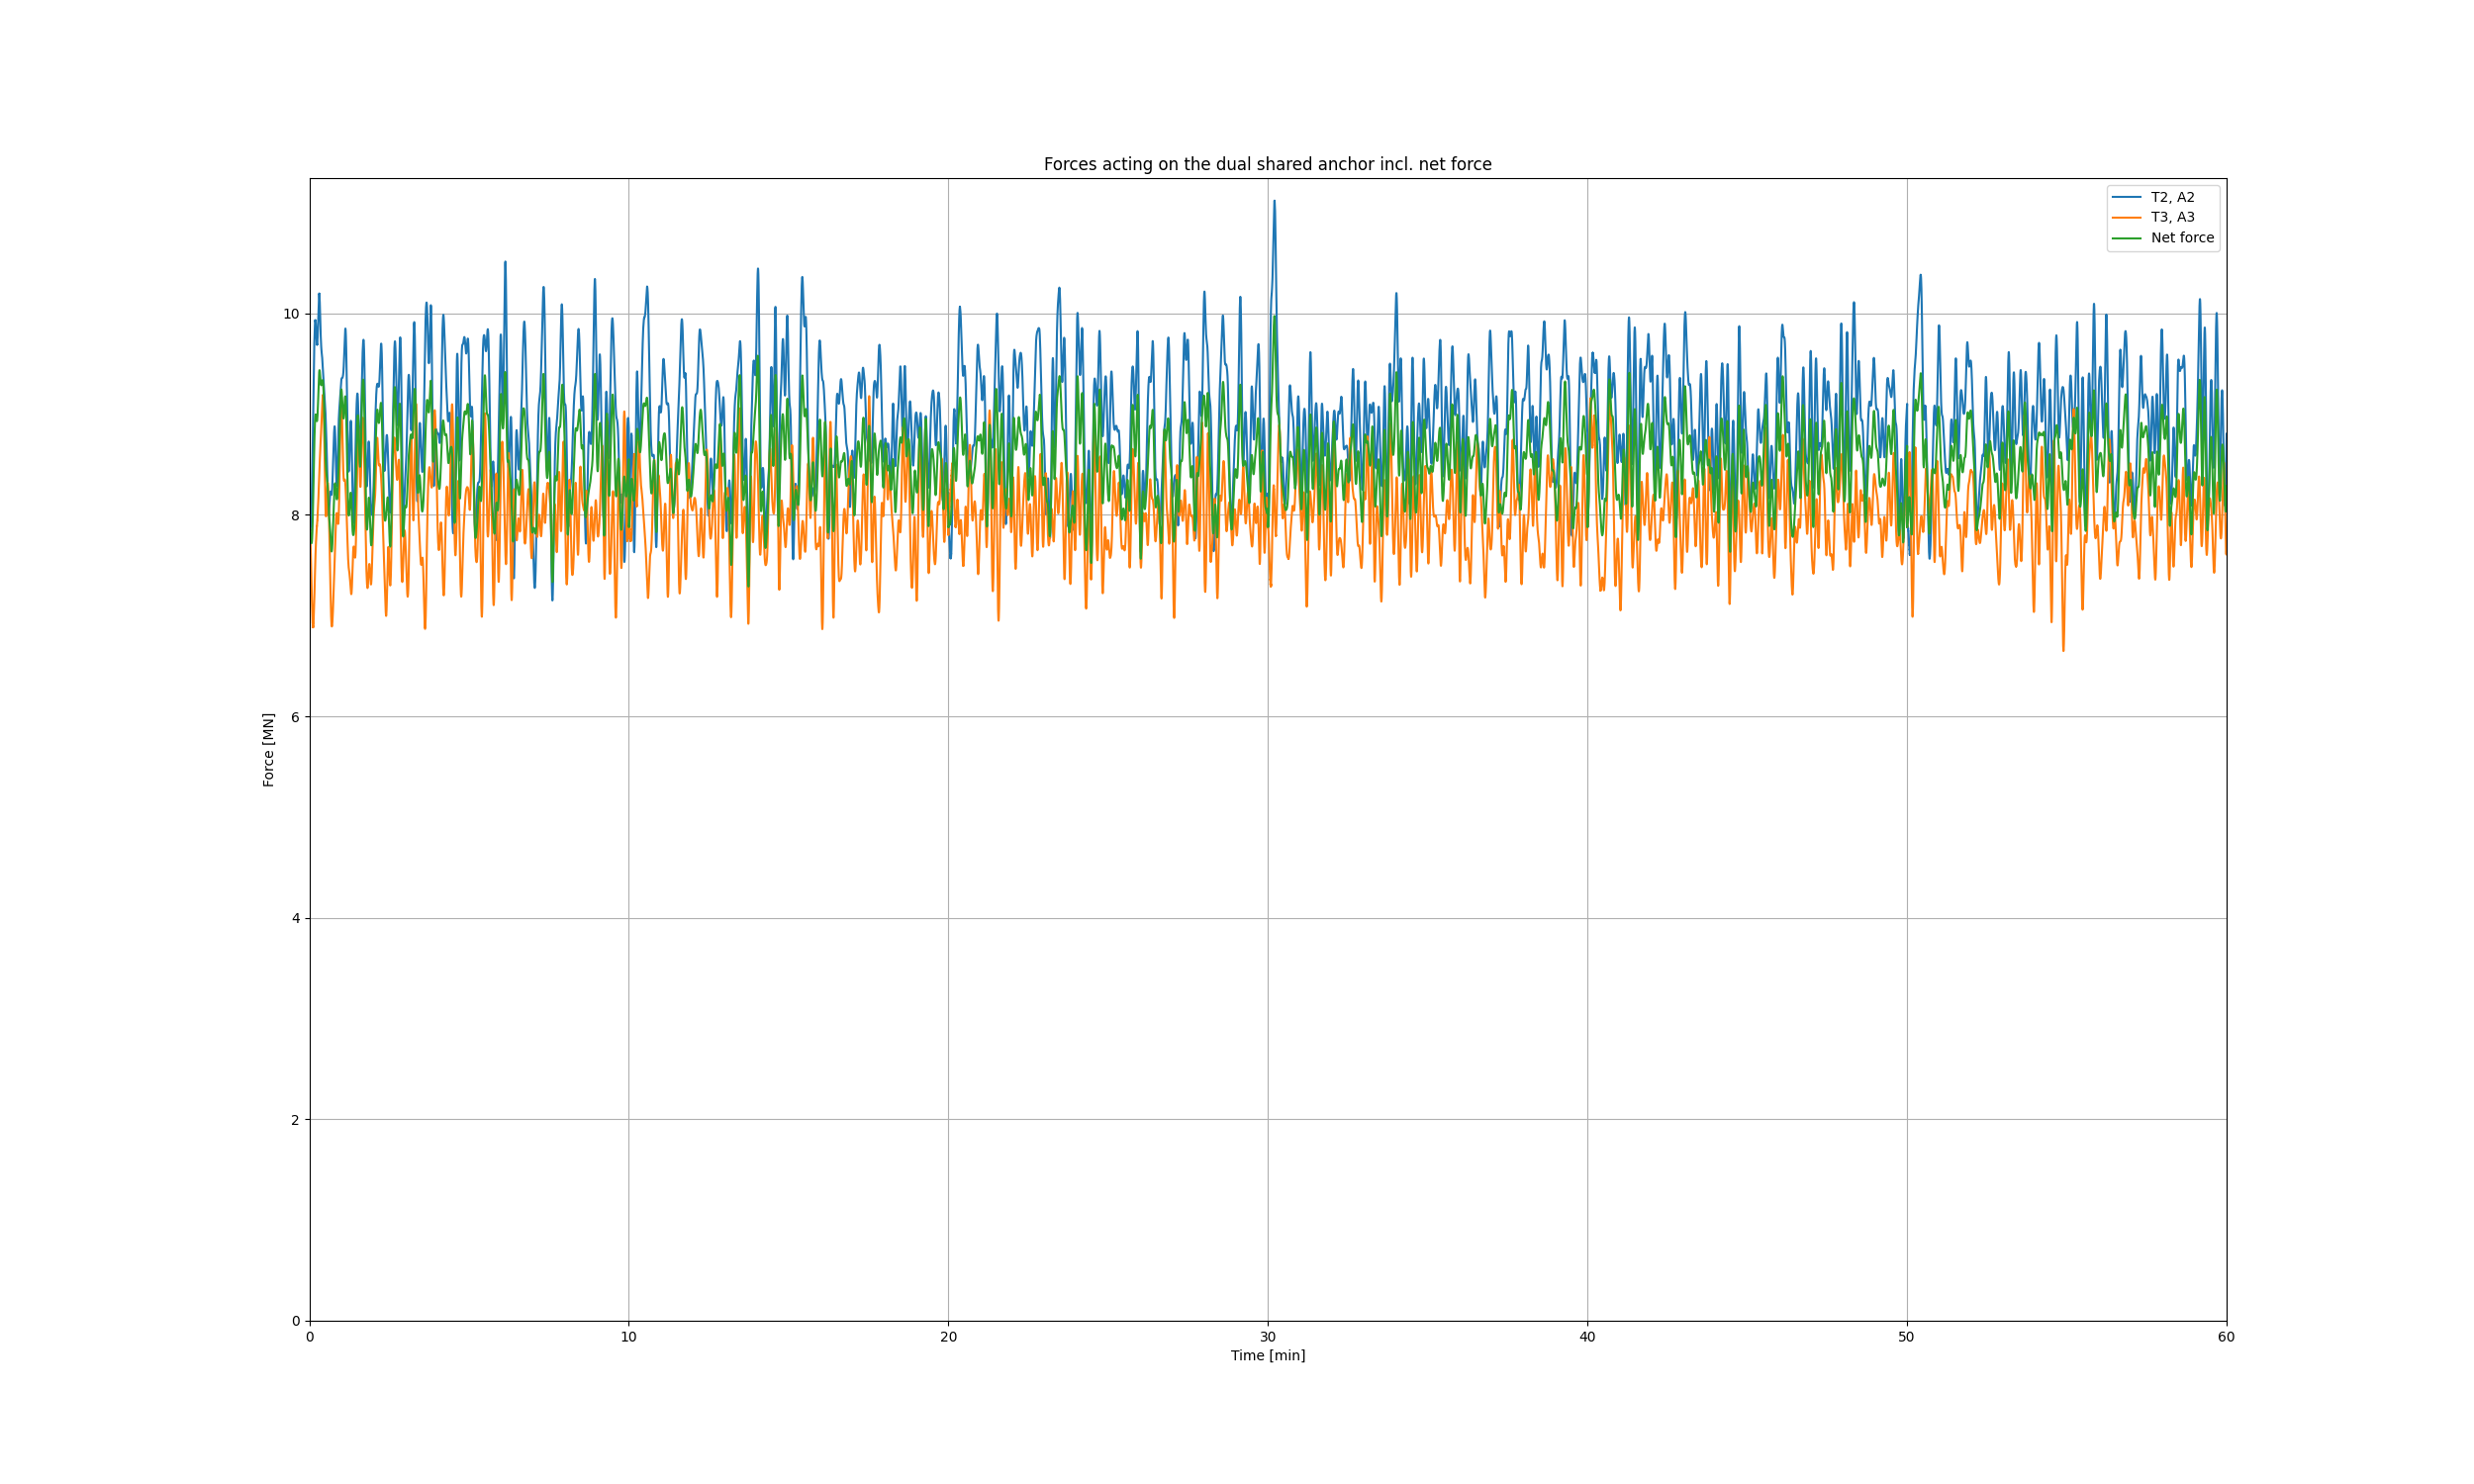 Forces acting on the dual shared anchor incl. net force
T2, A2
T3, A3
Net force
10
8
6
4
2
0
Force [MN]
0 10 20 30 40 50 60
Time [min]